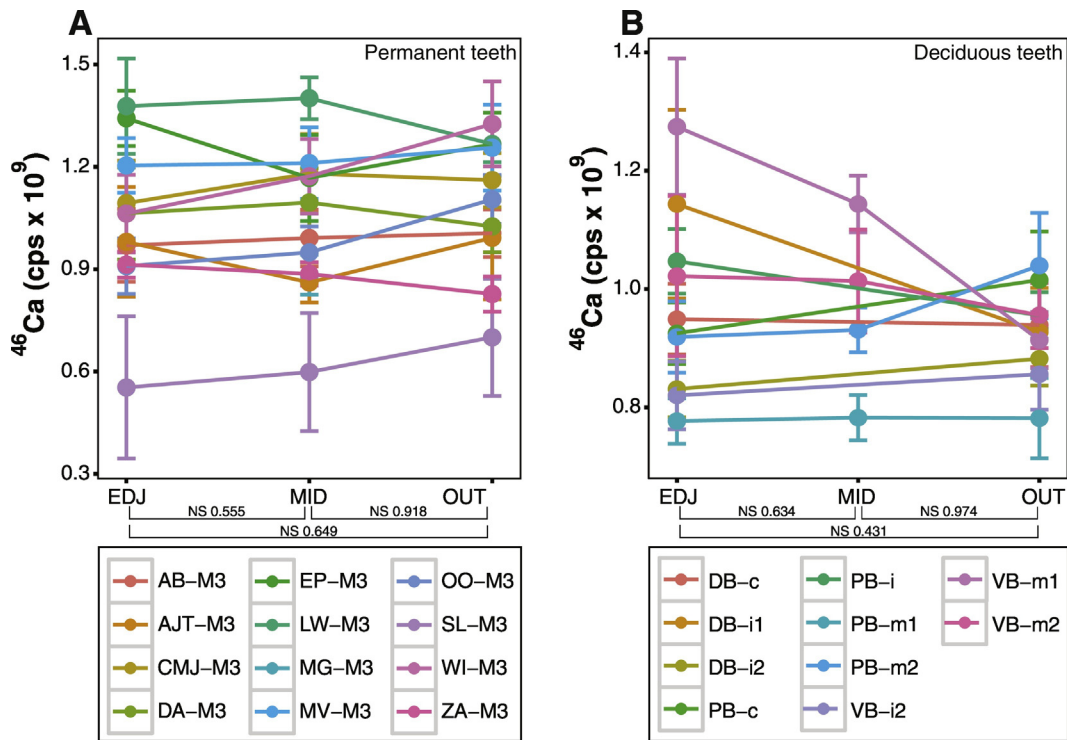 A
Permanent teeth
⁴⁶Ca (cps x 10⁹)
1.5
1.2
0.9
0.6
0.3
EDJ MID OUT
NS 0.555 NS 0.918
NS 0.649
AB–M3 EP–M3 OO–M3
AJT–M3 LW–M3 SL–M3
CMJ–M3 MG–M3 WI–M3
DA–M3 MV–M3 ZA–M3
B
Deciduous teeth
⁴⁶Ca (cps x 10⁹)
1.4
1.2
1.0
0.8
EDJ MID OUT
NS 0.634 NS 0.974
NS 0.431
DB–c PB–i VB–m1
DB–i1 PB–m1 VB–m2
DB–i2 PB–m2
PB–c VB–i2